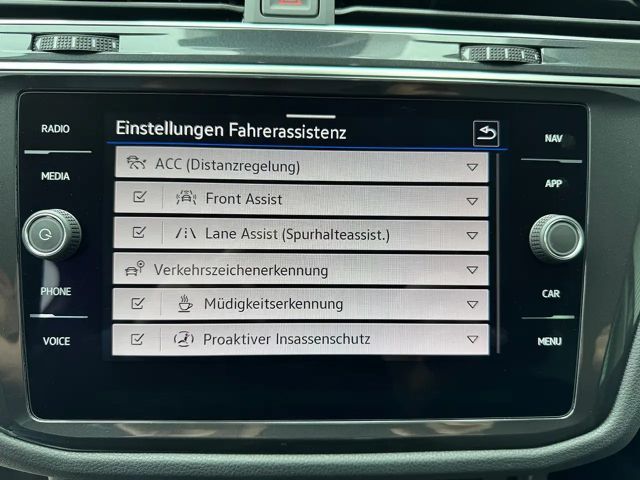 RADIO
MEDIA
PHONE
VOICE
Einstellungen Fahrerassistenz
ACC (Distanzregelung)
Front Assist
Lane Assist (Spurhalteassist.)
Verkehrszeichenerkennung
Müdigkeitserkennung
Proaktiver Insassenschutz
NAV
APP
CAR
MENU